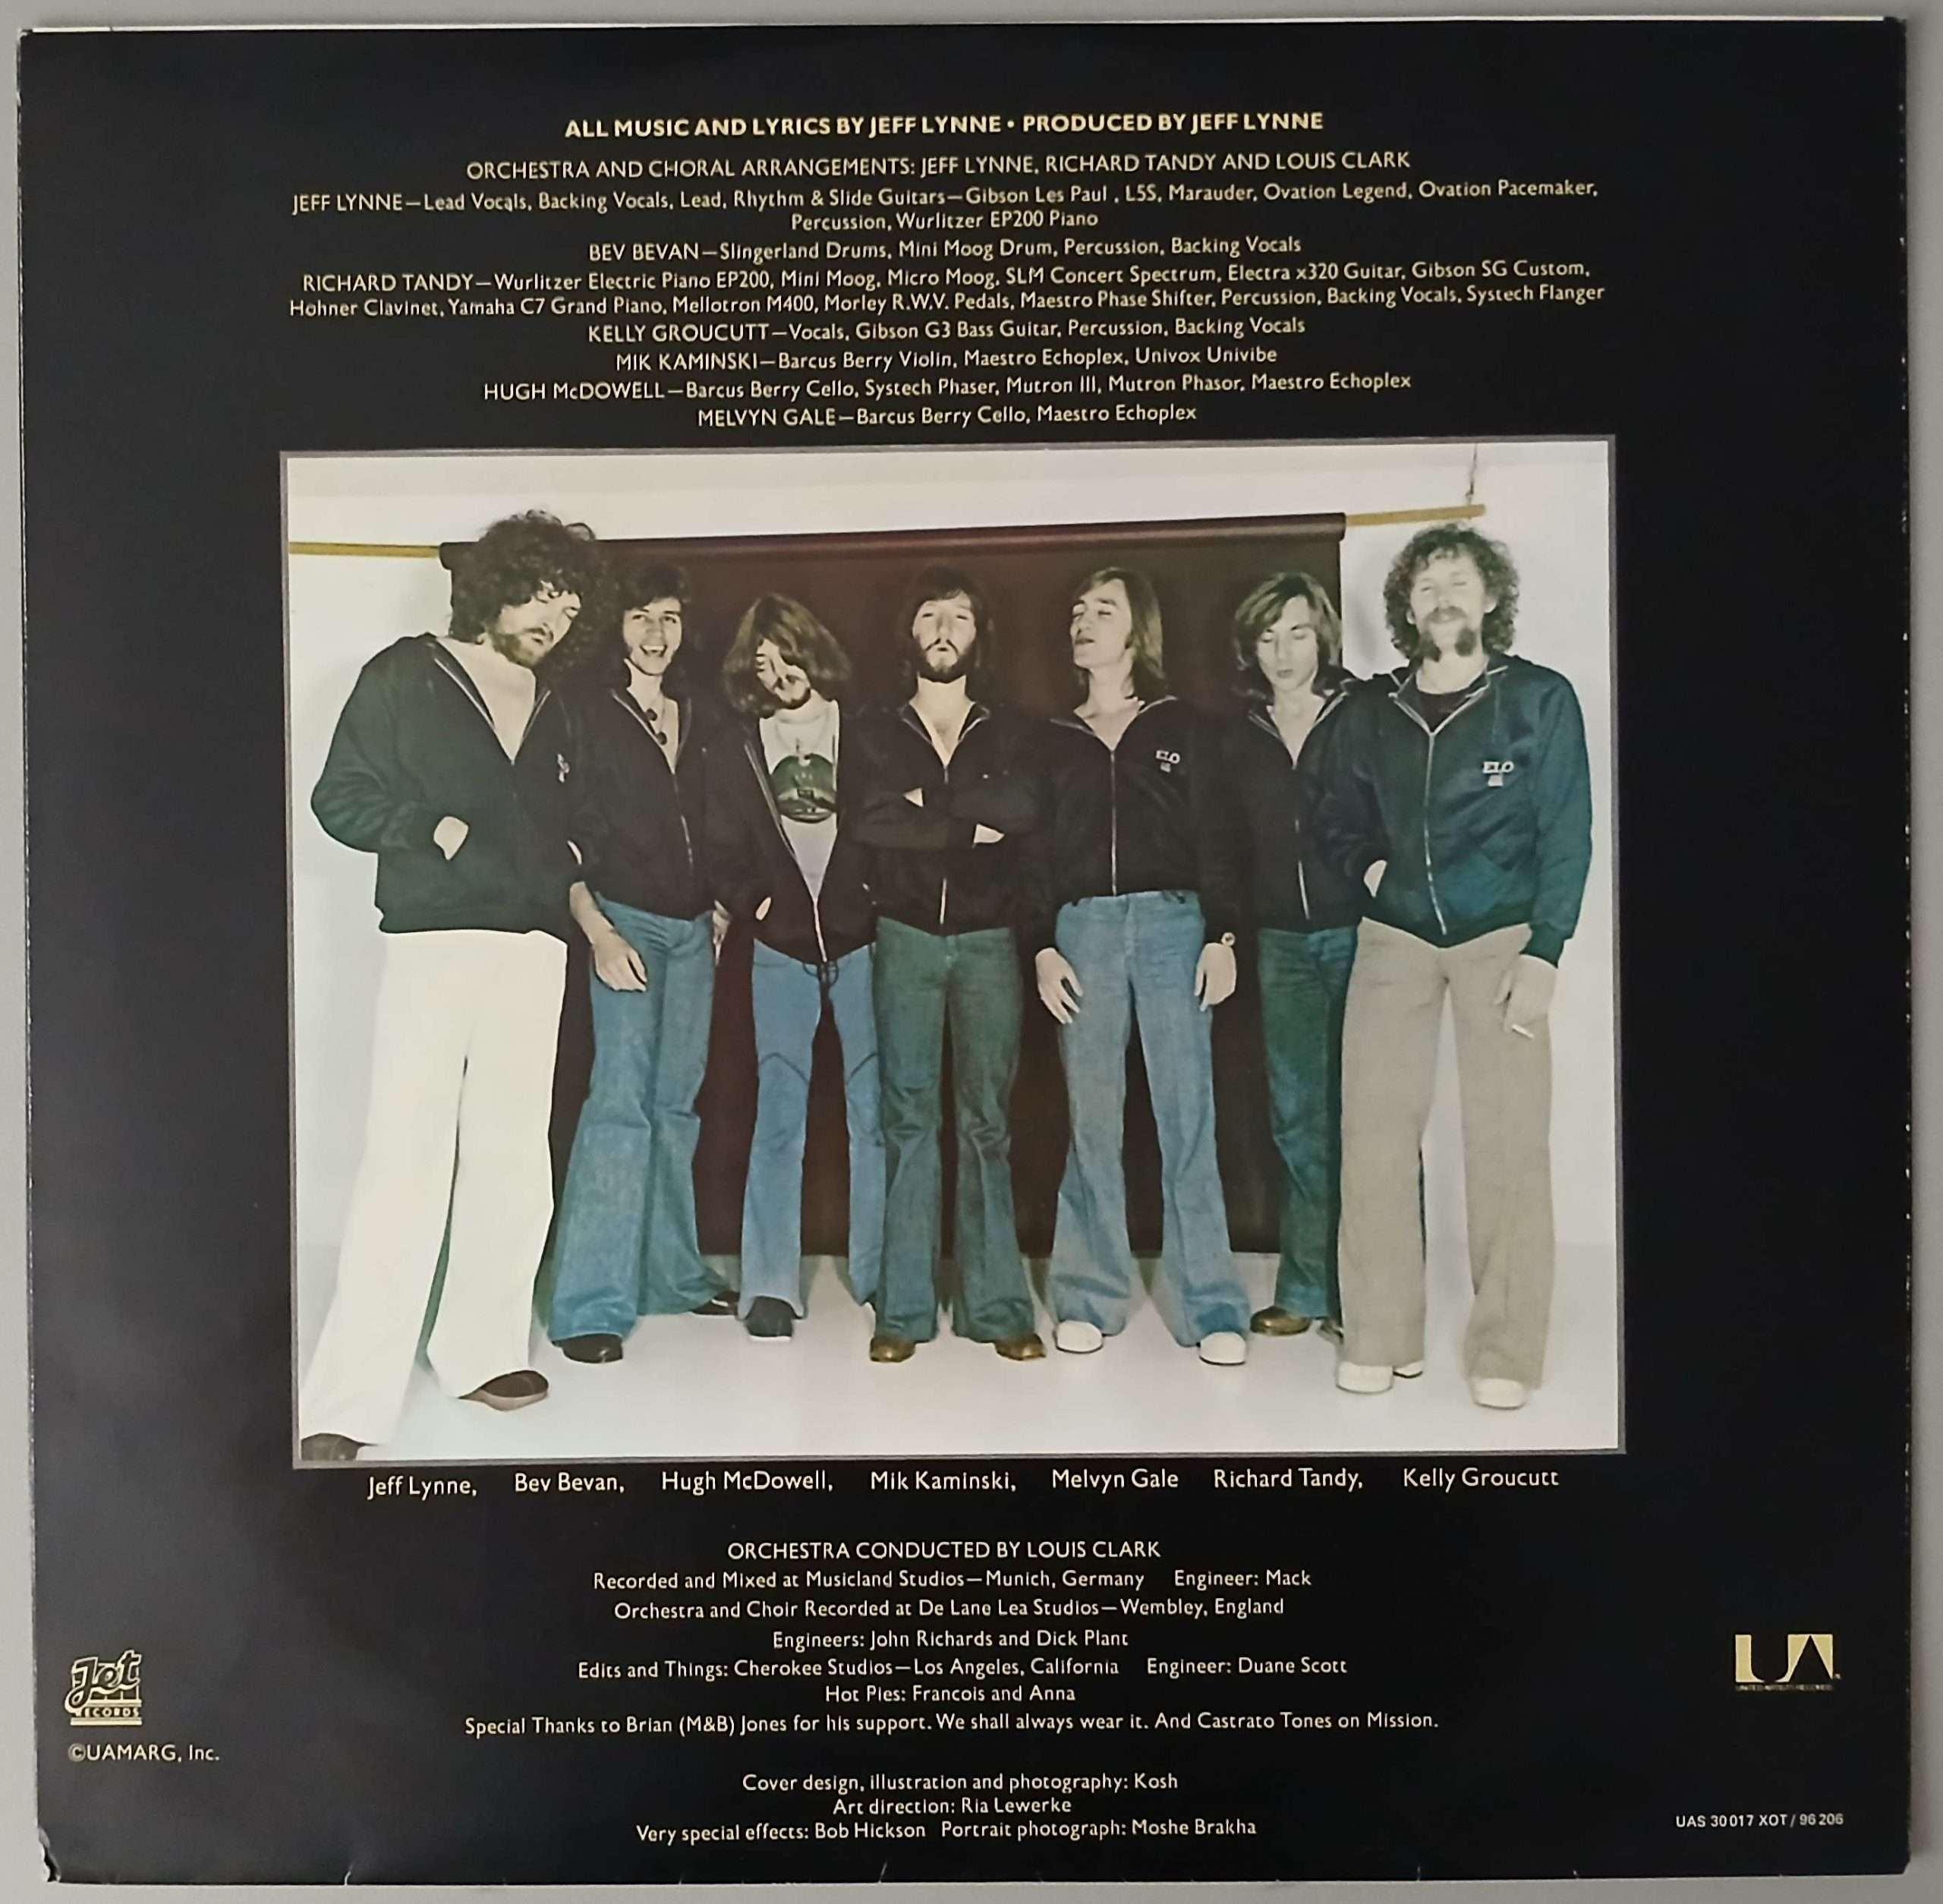 ALL MUSIC AND LYRICS BY JEFF LYNNE • PRODUCED BY JEFF LYNNE
ORCHESTRA AND CHORAL ARRANGEMENTS: JEFF LYNNE, RICHARD TANDY AND LOUIS CLARK
JEFF LYNNE—Lead Vocals, Backing Vocals, Lead, Rhythm & Slide Guitars—Gibson Les Paul , L5S, Marauder, Ovation Legend, Ovation Pacemaker,
Percussion, Wurlitzer EP200 Piano
BEV BEVAN—Slingerland Drums, Mini Moog Drum, Percussion, Backing Vocals
RICHARD TANDY—Wurlitzer Electric Piano EP200, Mini Moog, Micro Moog, SLM Concert Spectrum, Electra x320 Guitar, Gibson SG Custom,
Hohner Clavinet, Yamaha C7 Grand Piano, Mellotron M400, Morley R.W.V. Pedals, Maestro Phase Shifter, Percussion, Backing Vocals, Systech Flanger
KELLY GROUCUTT—Vocals, Gibson G3 Bass Guitar, Percussion, Backing Vocals
MIK KAMINSKI—Barcus Berry Violin, Maestro Echoplex, Univox Univibe
HUGH McDOWELL—Barcus Berry Cello, Systech Phaser, Mutron III, Mutron Phasor, Maestro Echoplex
MELVYN GALE—Barcus Berry Cello, Maestro Echoplex
ELO
ELO
Jeff Lynne, Bev Bevan, Hugh McDowell, Mik Kaminski, Melvyn Gale Richard Tandy, Kelly Groucutt
ORCHESTRA CONDUCTED BY LOUIS CLARK
Recorded and Mixed at Musicland Studios—Munich, Germany Engineer: Mack
Orchestra and Choir Recorded at De Lane Lea Studios—Wembley, England
Engineers: John Richards and Dick Plant
Edits and Things: Cherokee Studios—Los Angeles, California Engineer: Duane Scott
Hot Pies: Francois and Anna
Special Thanks to Brian (M&B) Jones for his support. We shall always wear it. And Castrato Tones on Mission.
Jet
RECORDS
©UAMARG, Inc.
UA
UNITED ARTISTS RECORDS
Cover design, illustration and photography: Kosh
Art direction: Ria Lewerke
Very special effects: Bob Hickson Portrait photograph: Moshe Brakha
UAS 30017 XOT / 96 206